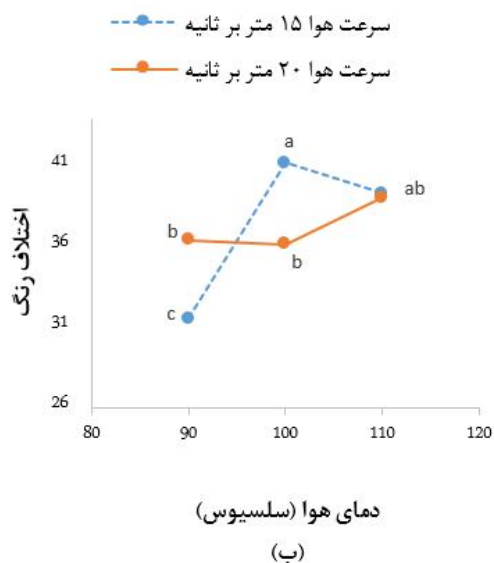 سرعت هوا ۱۵ متر بر ثانیه
سرعت هوا ۲۰ متر بر ثانیه
اختلاف رنگ
41
36
31
26
a
b
b
c
ab
80
90
100
110
120
دمای هوا (سلسیوس)
(ب)